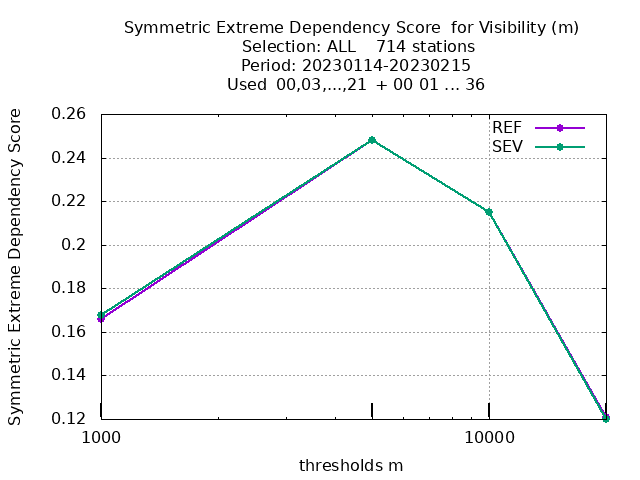 Symmetric Extreme Dependency Score for Visibility (m)
Selection: ALL 714 stations
Period: 20230114-20230215
Used 00,03,...,21 + 00 01 ... 36
Symmetric Extreme Dependency Score
0.26
0.24
0.22
0.2
0.18
0.16
0.14
0.12
REF
SEV
1000
10000
thresholds m